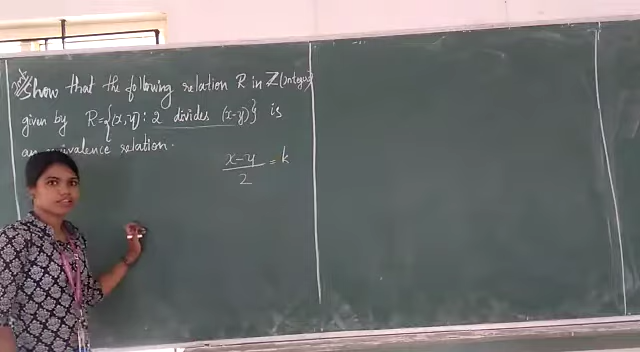 Show that the following relation R in Z (integer)
given by R={(x,y): 2 divides (x-y)} is
an equivalence relation.
x-y
2
= k